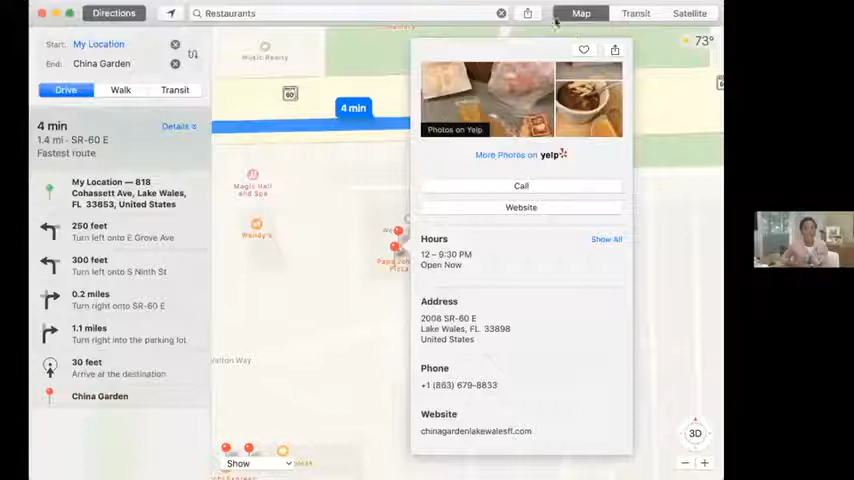 Directions
Restaurants
Map
Transit
Satellite
Start: My Location
End: China Garden
Drive
Walk
Transit
4 min
1.4 mi · SR-60 E
Fastest route
Details
My Location — 818
Cohassett Ave, Lake Wales,
FL 33853, United States
250 feet
Turn left onto E Grove Ave
300 feet
Turn left onto S Ninth St
0.2 miles
Turn right onto SR-60 E
1.1 miles
Turn right into the parking lot
30 feet
Arrive at the destination
China Garden
Music Realty
60
4 min
Magic Nail
and Spa
Wendy's
Papa John's
Pizza
Show
73°
Photos on Yelp
More Photos on yelp
Call
Website
Hours
Show All
12 – 9:30 PM
Open Now
Address
2008 SR-60 E
Lake Wales, FL 33898
United States
Phone
+1 (863) 679-8833
Website
chinagardenlakewalesfl.com
3D